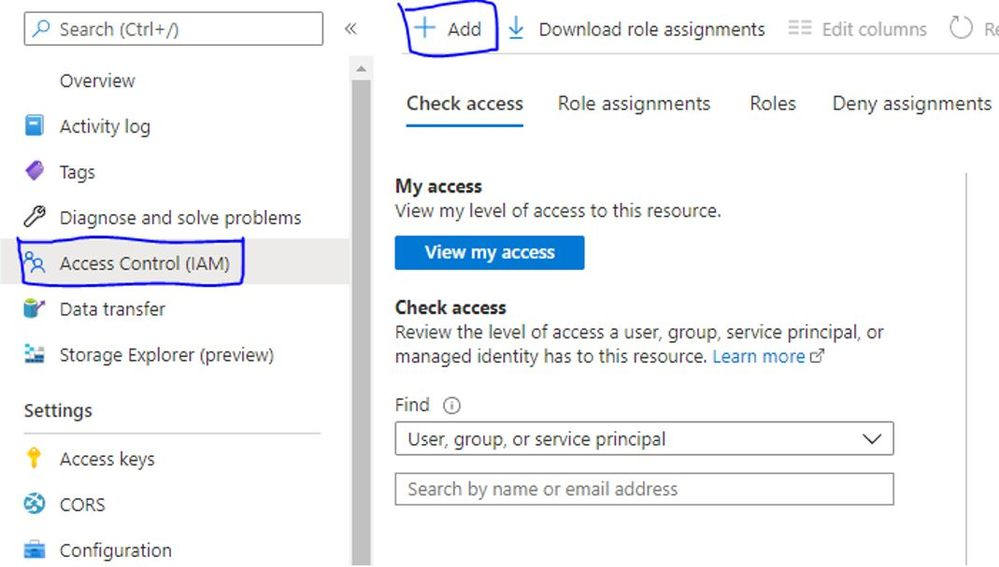 Search (Ctrl+/)
«
Overview
Activity log
Tags
Diagnose and solve problems
Access Control (IAM)
Data transfer
Storage Explorer (preview)
Settings
Access keys
CORS
Configuration
+ Add
Download role assignments
Edit columns
Check access
Role assignments
Roles
Deny assignments
My access
View my level of access to this resource.
View my access
Check access
Review the level of access a user, group, service principal, or
managed identity has to this resource. Learn more
Find
User, group, or service principal
Search by name or email address